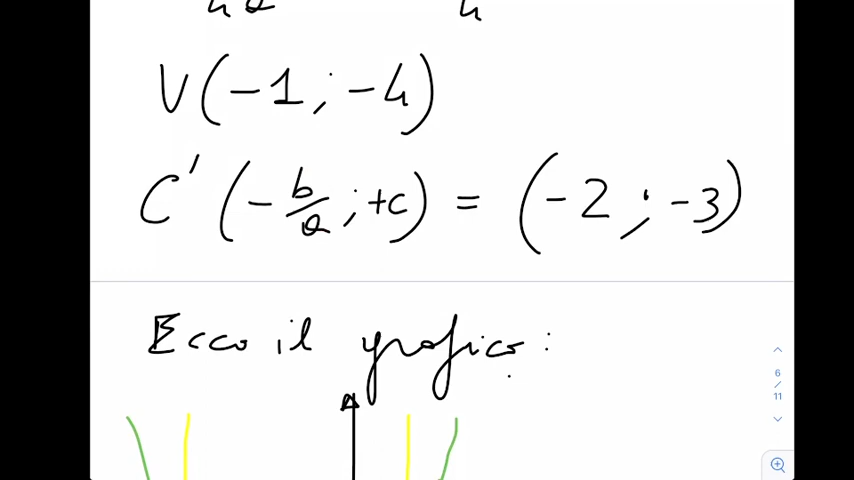 V(-1;-4)
C'(-b/a;+c) = (-2;-3)
Ecco il grafico:
6
/
11